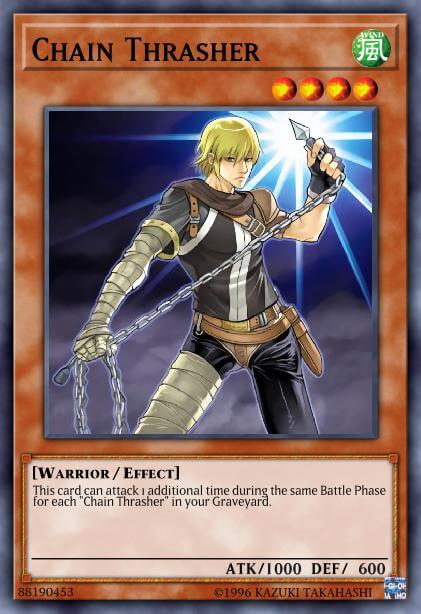 Chain Thrasher
WIND
風
[Warrior / Effect]
This card can attack 1 additional time during the same Battle Phase
for each "Chain Thrasher" in your Graveyard.
ATK/1000 DEF/ 600
88190453
©1996 KAZUKI TAKAHASHI